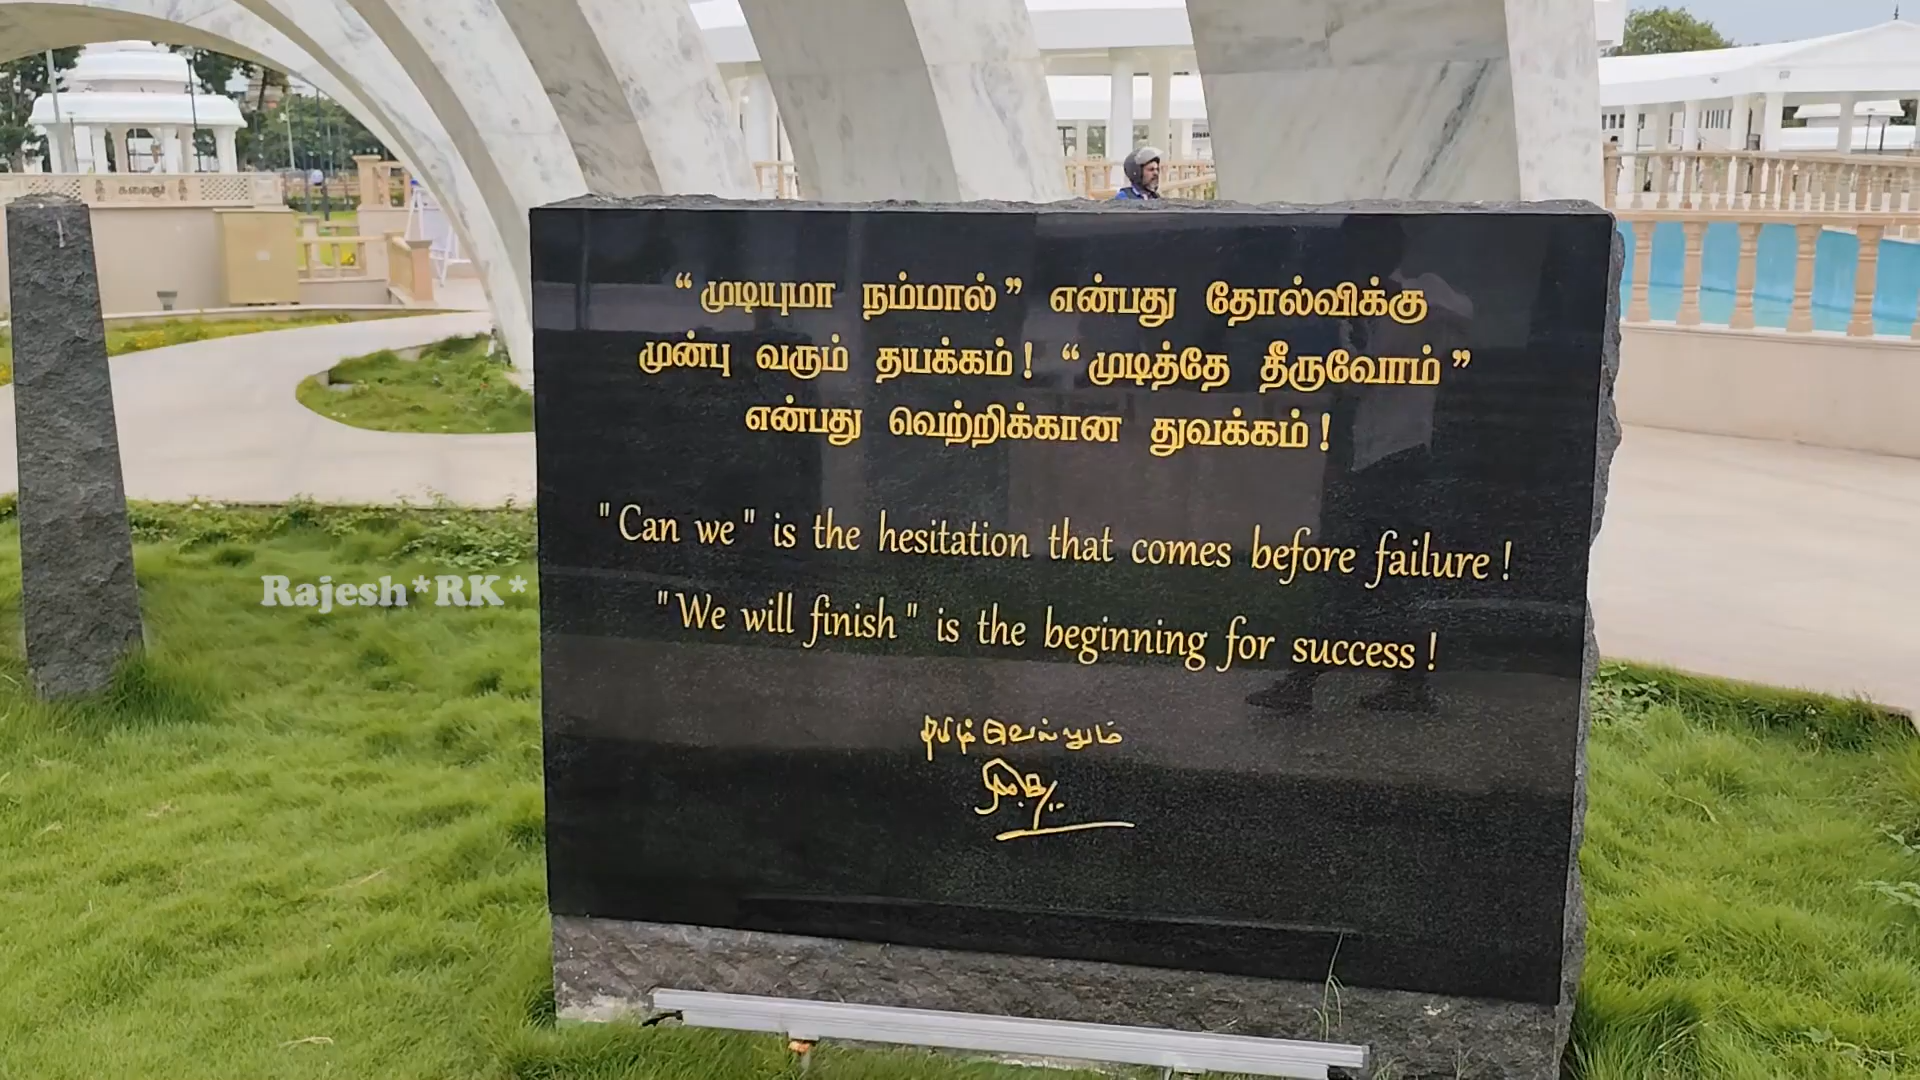 “முடியுமா நம்மால்” என்பது தோல்விக்கு
முன்பு வரும் தயக்கம்! “முடித்தே தீருவோம்”
என்பது வெற்றிக்கான துவக்கம்!
"Can we" is the hesitation that comes before failure!
"We will finish" is the beginning for success!
தமிழ் வெல்லும்
மு.க.
Rajesh*RK*